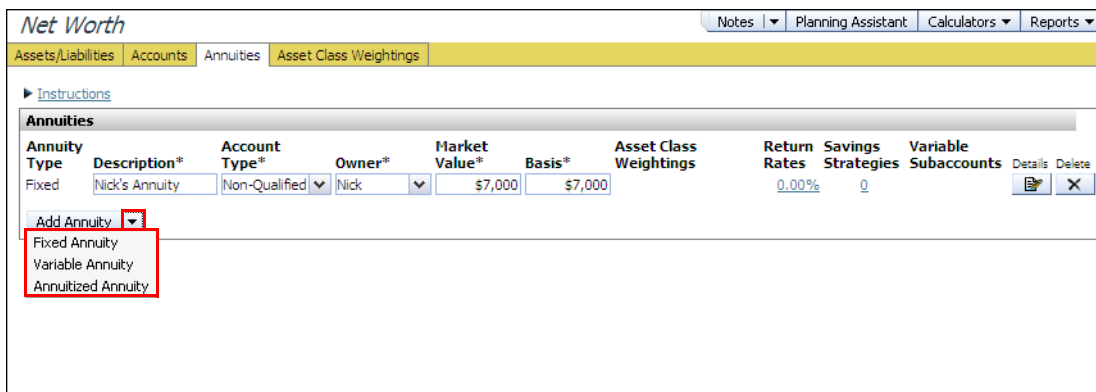 Net Worth
Notes Planning Assistant Calculators Reports
Assets/Liabilities Accounts Annuities Asset Class Weightings
Instructions
Annuities
Annuity Type Description* Account Type* Owner* Market Value* Basis* Asset Class Weightings Return Rates Savings Strategies Variable Subaccounts Details Delete
Fixed Nick's Annuity Non-Qualified Nick $7,000 $7,000 0.00% 0
Add Annuity
Fixed Annuity
Variable Annuity
Annuitized Annuity